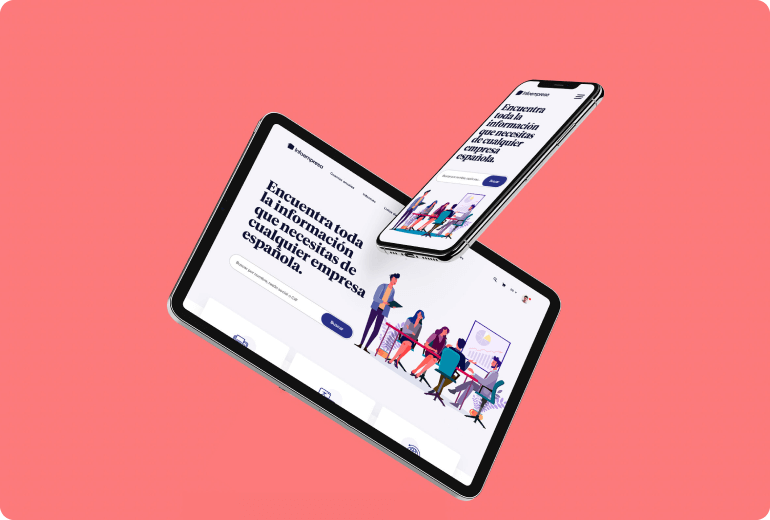 Infoempresa
Encuentra
toda la
información
que necesitas
de cualquier
empresa
española.
Buscar
Infoempresa
Encuentra toda
la información
que necesitas de
cualquier empresa
española.
Buscar